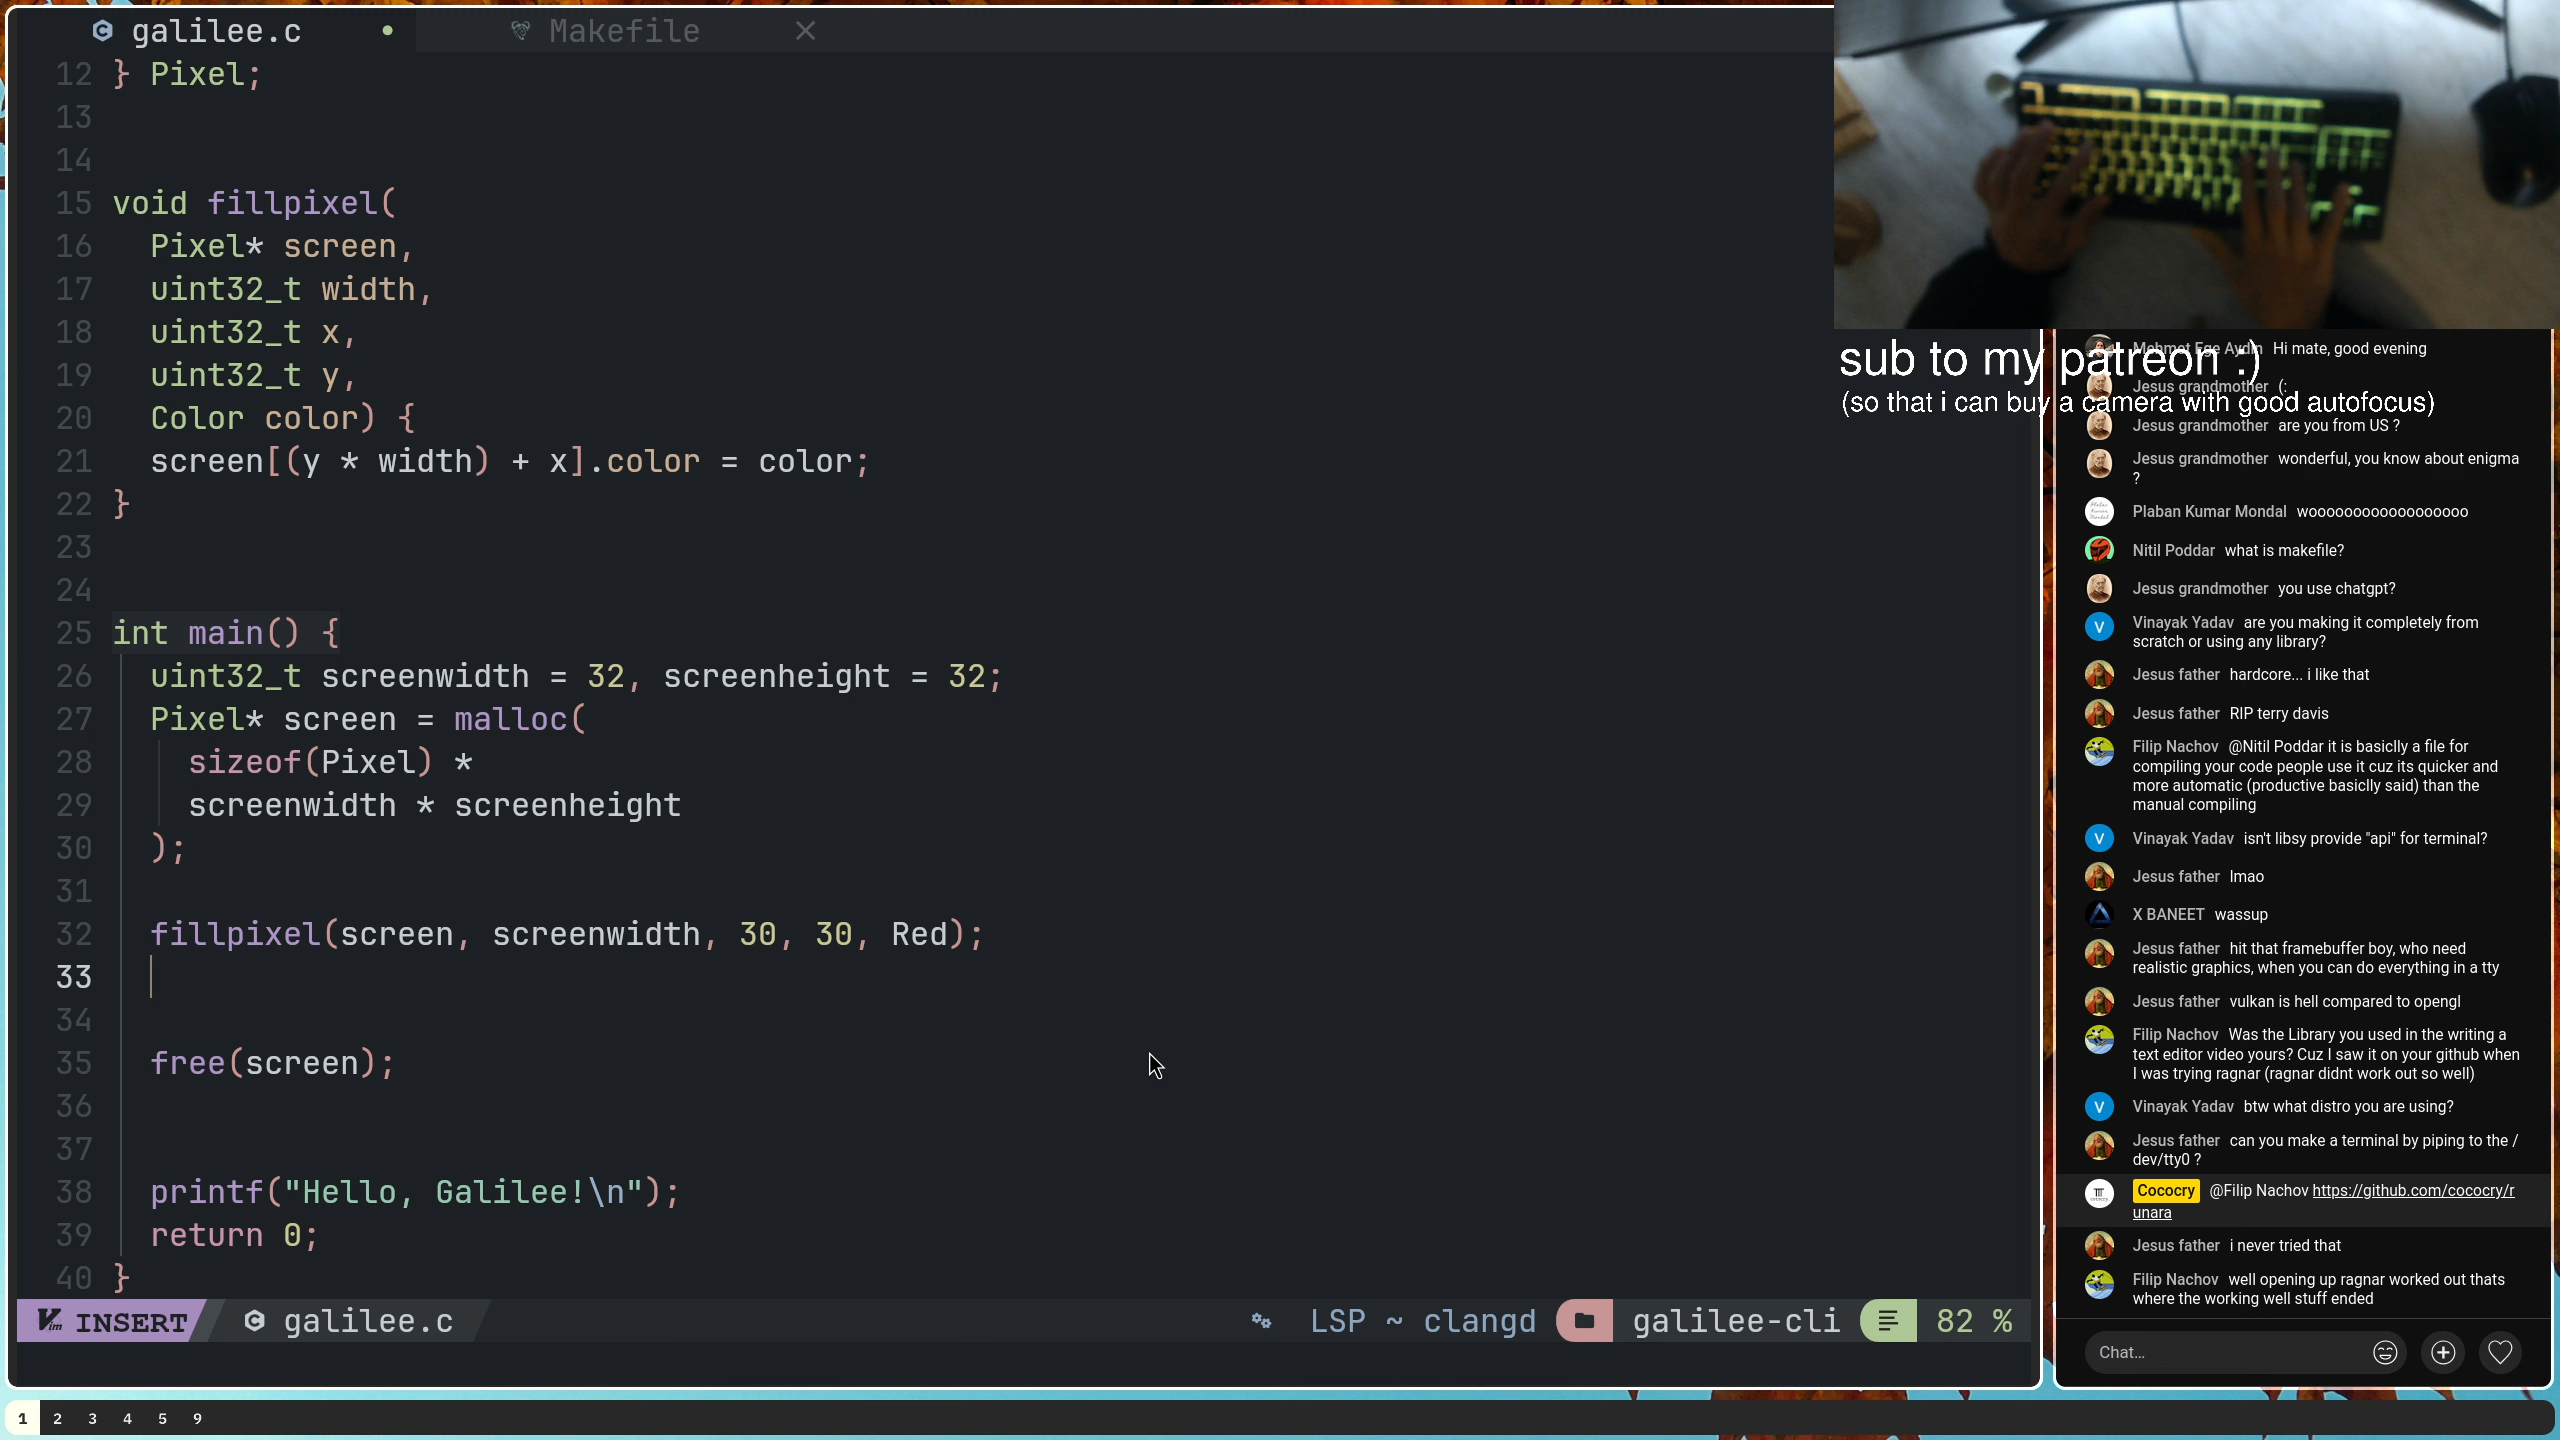 galilee.c
Makefile
12 } Pixel;
13
14
15 void fillpixel(
16 Pixel* screen,
17 uint32_t width,
18 uint32_t x,
19 uint32_t y,
20 Color color) {
21 screen[(y * width) + x].color = color;
22 }
23
24
25 int main() {
26 uint32_t screenwidth = 32, screenheight = 32;
27 Pixel* screen = malloc(
28 sizeof(Pixel) *
29 screenwidth * screenheight
30 );
31
32 fillpixel(screen, screenwidth, 30, 30, Red);
33
34
35 free(screen);
36
37
38 printf("Hello, Galilee!\n");
39 return 0;
40 }
INSERT galilee.c LSP ~ clangd galilee-cli 82 %
1 2 3 4 5 9
sub to my patreon :)
(so that i can buy a camera with good autofocus)
Mehmet Ege Aydin Hi mate, good evening
Jesus grandmother (:
Jesus grandmother are you from US ?
Jesus grandmother wonderful, you know about enigma
?
Plaban Kumar Mondal woooooooooooooooooo
Nitil Poddar what is makefile?
Jesus grandmother you use chatgpt?
V Vinayak Yadav are you making it completely from
scratch or using any library?
Jesus father hardcore... i like that
Jesus father RIP terry davis
Filip Nachov @Nitil Poddar it is basiclly a file for
compiling your code people use it cuz its quicker and
more automatic (productive basiclly said) than the
manual compiling
V Vinayak Yadav isn't libsy provide "api" for terminal?
Jesus father lmao
X BANEET wassup
Jesus father hit that framebuffer boy, who need
realistic graphics, when you can do everything in a tty
Jesus father vulkan is hell compared to opengl
Filip Nachov Was the Library you used in the writing a
text editor video yours? Cuz I saw it on your github when
I was trying ragnar (ragnar didnt work out so well)
V Vinayak Yadav btw what distro you are using?
Jesus father can you make a terminal by piping to the /
dev/tty0 ?
Cococry @Filip Nachov https://github.com/cococry/r
unara
Jesus father i never tried that
Filip Nachov well opening up ragnar worked out thats
where the working well stuff ended
Chat...